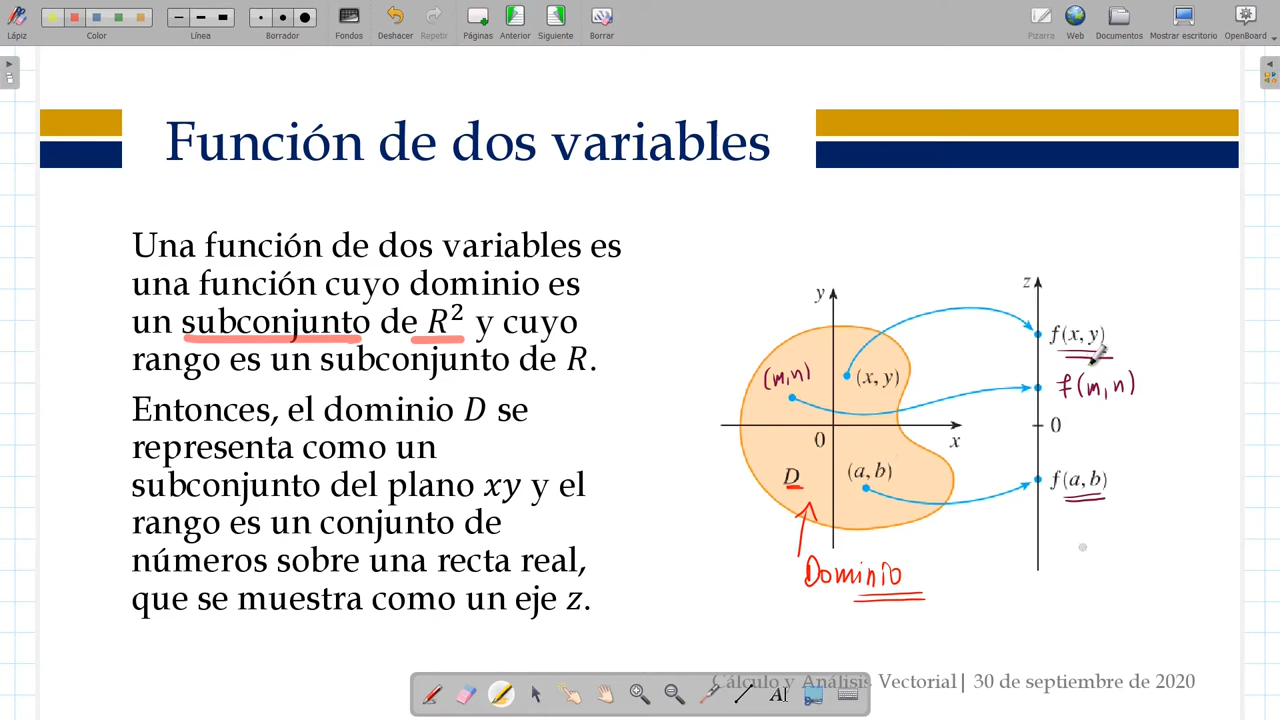 Lápiz
Color
Línea
Borrador
Fondos
Deshacer
Repetir
Páginas
Anterior
Siguiente
Borrar
Pizarra
Web
Documentos
Mostrar escritorio
OpenBoard
Función de dos variables
Una función de dos variables es
una función cuyo dominio es
un subconjunto de R² y cuyo
rango es un subconjunto de R.
Entonces, el dominio D se
representa como un
subconjunto del plano xy y el
rango es un conjunto de
números sobre una recta real,
que se muestra como un eje z.
y
z
f(x, y)
(m,n)
(x, y)
f(m,n)
0
x
0
D
(a, b)
f(a, b)
Dominio
Cálculo y Análisis Vectorial| 30 de septiembre de 2020
AI